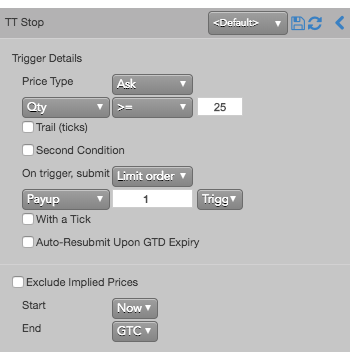 TT Stop <Default>
Trigger Details
Price Type Ask
Qty >= 25
Trail (ticks)
Second Condition
On trigger, submit Limit order
Payup 1 Trigg
With a Tick
Auto-Resubmit Upon GTD Expiry
Exclude Implied Prices
Start Now
End GTC